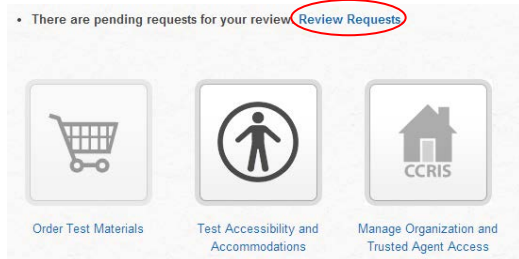 • There are pending requests for your review Review Requests
CCRIS
Order Test Materials
Test Accessibility and
Accommodations
Manage Organization and
Trusted Agent Access